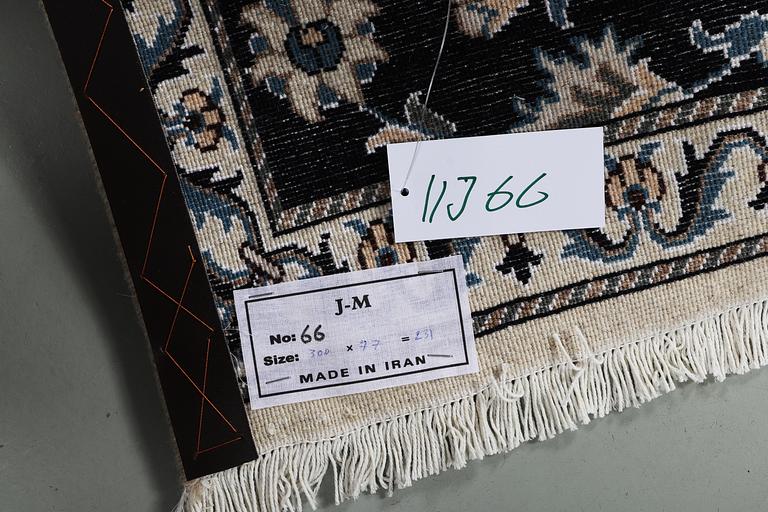 11J66
J-M
No: 66
Size: 300 x 77 = 231
MADE IN IRAN